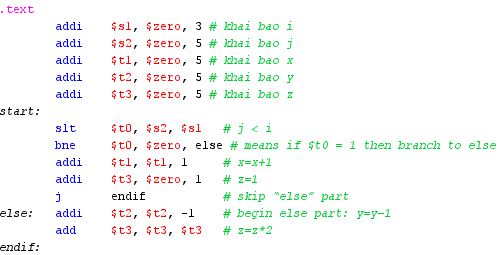 .text
addi $s1, $zero, 3 # khai bao i
addi $s2, $zero, 5 # khai bao j
addi $t1, $zero, 5 # khai bao x
addi $t2, $zero, 5 # khai bao y
addi $t3, $zero, 5 # khai bao z
start:
slt $t0, $s2, $s1 # j < i
bne $t0, $zero, else # means if $t0 = 1 then branch to else
addi $t1, $t1, 1 # x=x+1
addi $t3, $zero, 1 # z=1
j endif # skip “else” part
else: addi $t2, $t2, -1 # begin else part: y=y-1
add $t3, $t3, $t3 # z=z*2
endif: